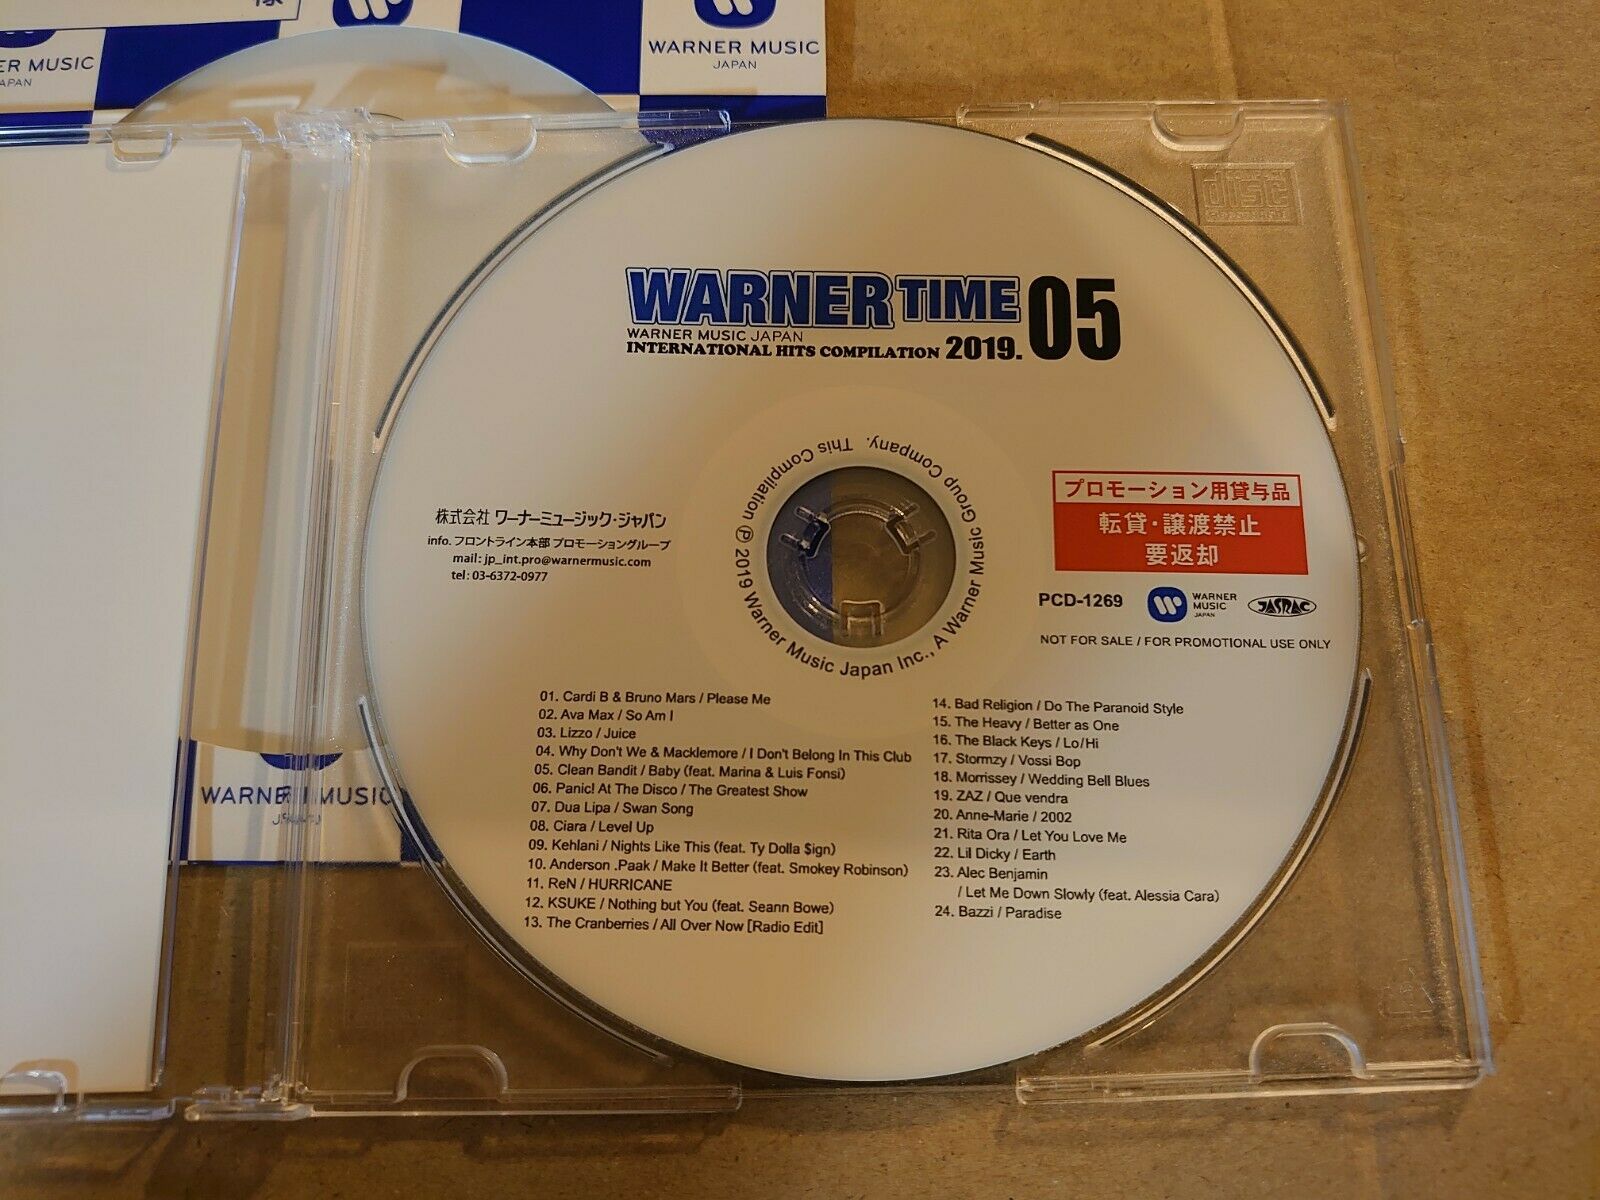 様
WARNER MUSIC
JAPAN
ER MUSIC
APAN
disc
WARNER TIME 05
WARNER MUSIC JAPAN
INTERNATIONAL HITS COMPILATION 2019.
This Compilation Ⓟ 2019 Warner Music Japan Inc., A Warner Music Group Company.
株式会社 ワーナーミュージック・ジャパン
info. フロントライン本部 プロモーショングループ
mail: jp_int.pro@warnermusic.com
tel: 03-6372-0977
プロモーション用貸与品
転貸・譲渡禁止
要返却
PCD-1269
WARNER
MUSIC
JAPAN
JASRAC
NOT FOR SALE / FOR PROMOTIONAL USE ONLY
01. Cardi B & Bruno Mars / Please Me
02. Ava Max / So Am I
03. Lizzo / Juice
04. Why Don't We & Macklemore / I Don't Belong In This Club
05. Clean Bandit / Baby (feat. Marina & Luis Fonsi)
06. Panic! At The Disco / The Greatest Show
07. Dua Lipa / Swan Song
08. Ciara / Level Up
09. Kehlani / Nights Like This (feat. Ty Dolla $ign)
10. Anderson .Paak / Make It Better (feat. Smokey Robinson)
11. ReN / HURRICANE
12. KSUKE / Nothing but You (feat. Seann Bowe)
13. The Cranberries / All Over Now [Radio Edit]
14. Bad Religion / Do The Paranoid Style
15. The Heavy / Better as One
16. The Black Keys / Lo/Hi
17. Stormzy / Vossi Bop
18. Morrissey / Wedding Bell Blues
19. ZAZ / Que vendra
20. Anne-Marie / 2002
21. Rita Ora / Let You Love Me
22. Lil Dicky / Earth
23. Alec Benjamin
/ Let Me Down Slowly (feat. Alessia Cara)
24. Bazzi / Paradise
WARNER MUSIC